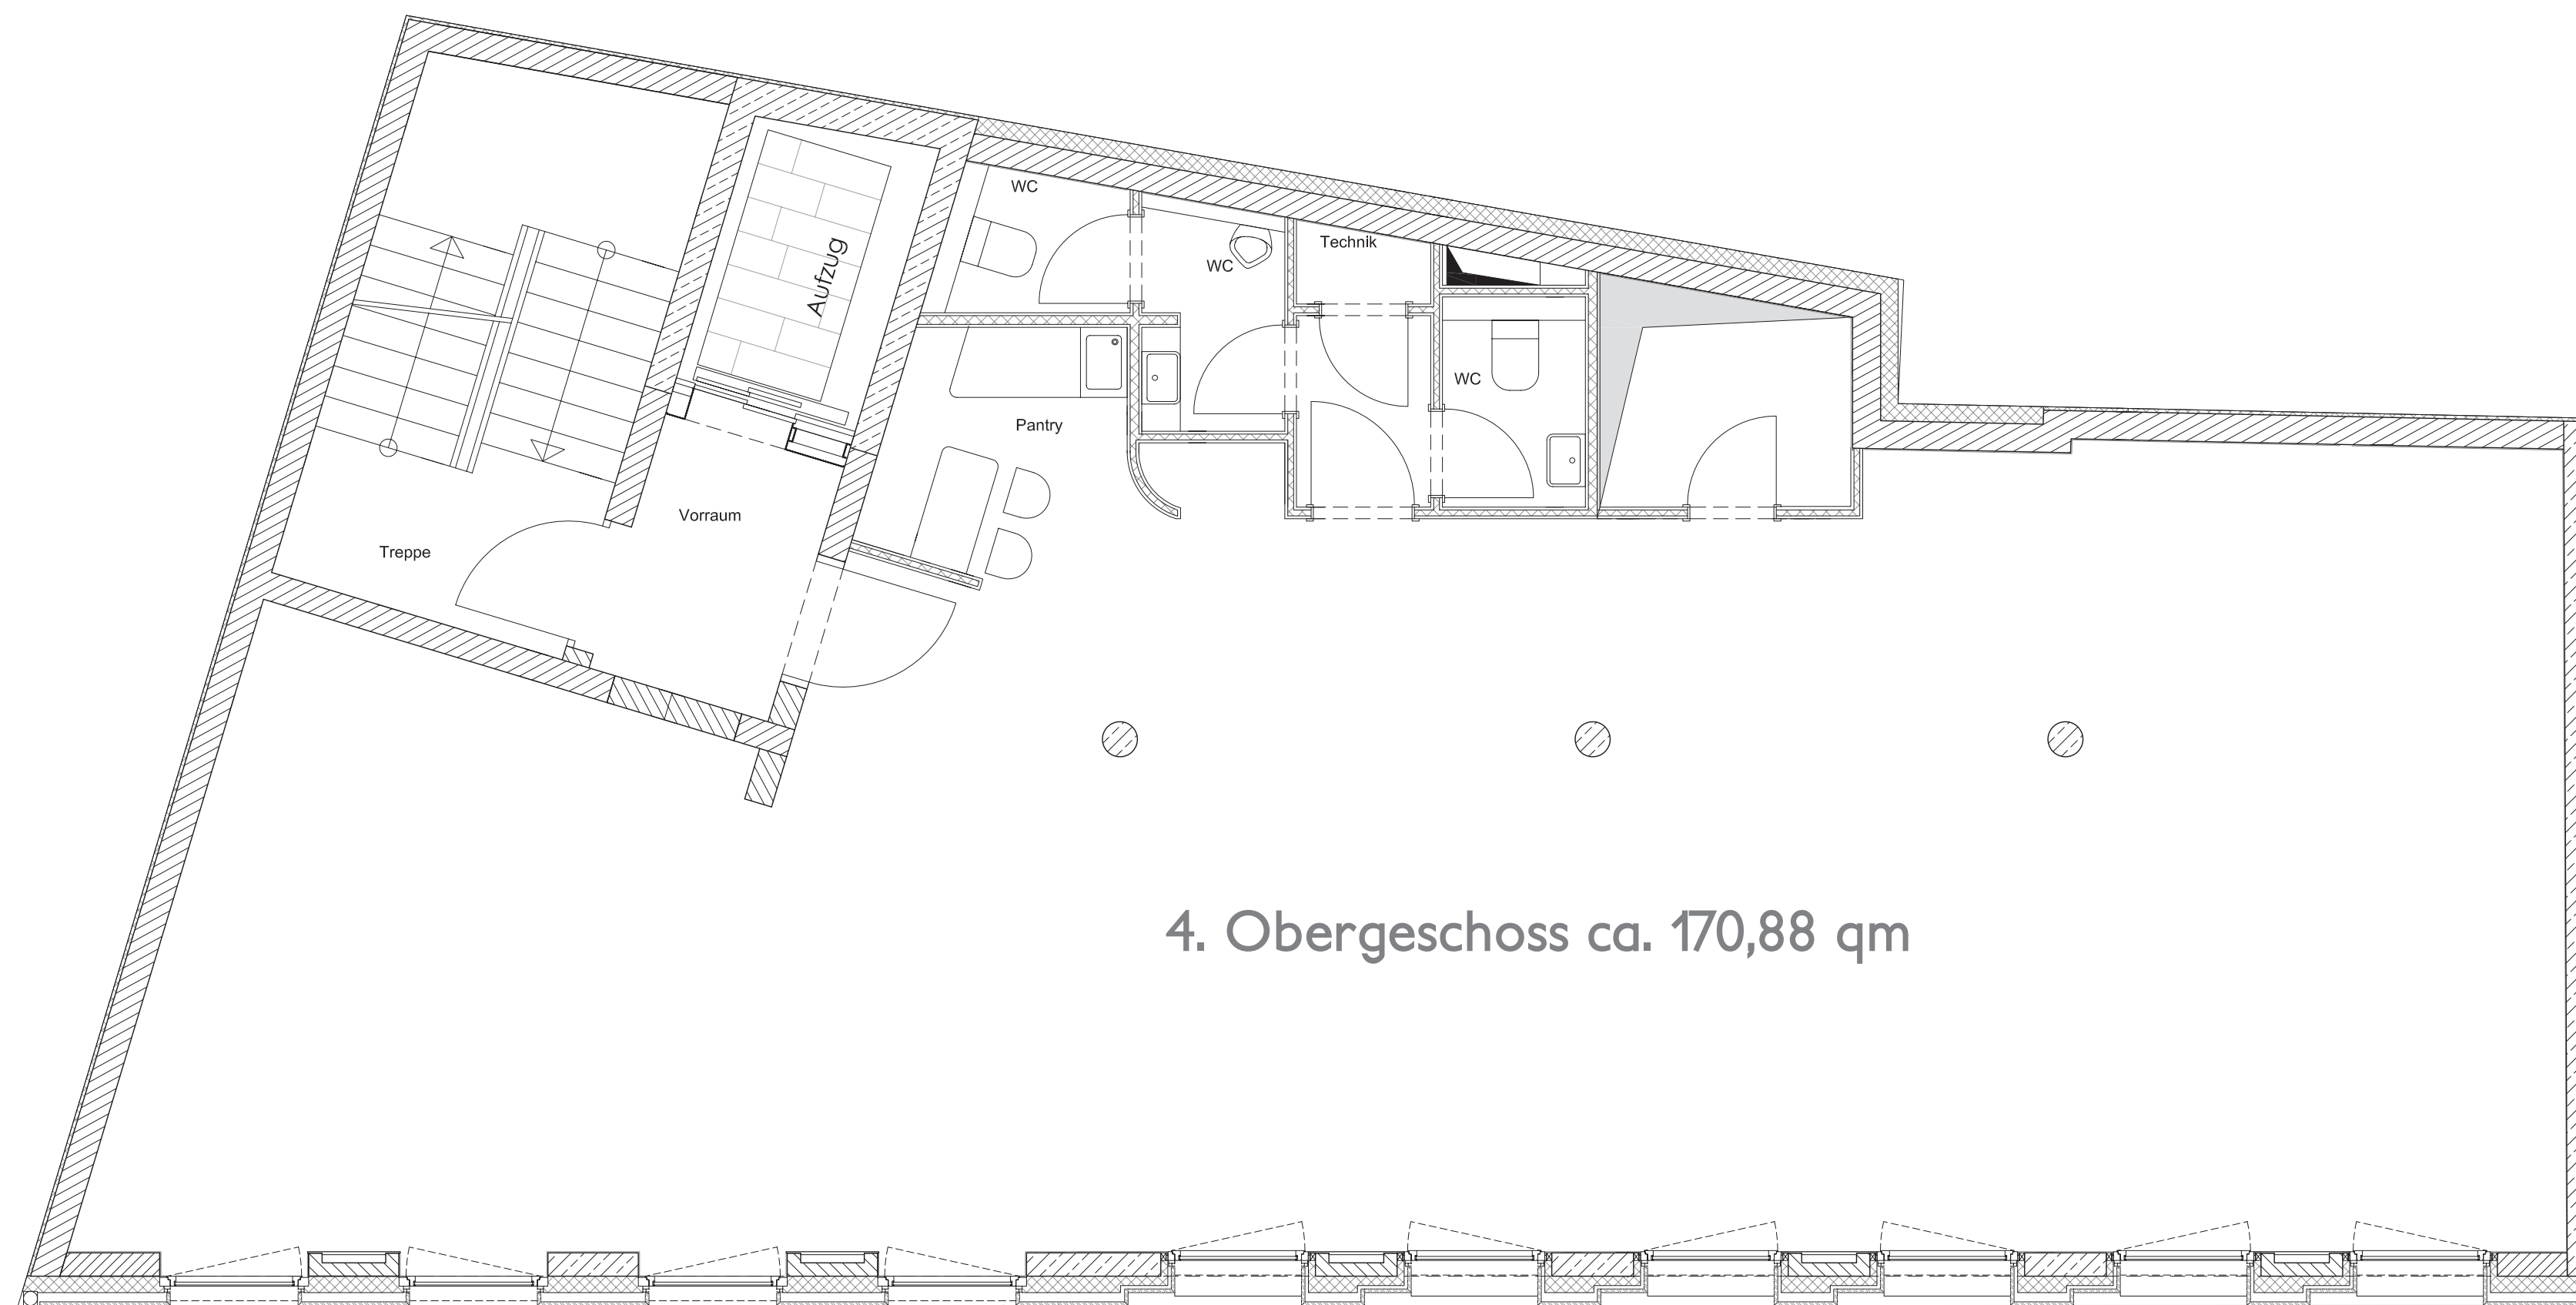 WC
Technik
WC
Aufzug
WC
Pantry
Vorraum
Treppe
4. Obergeschoss ca. 170,88 qm